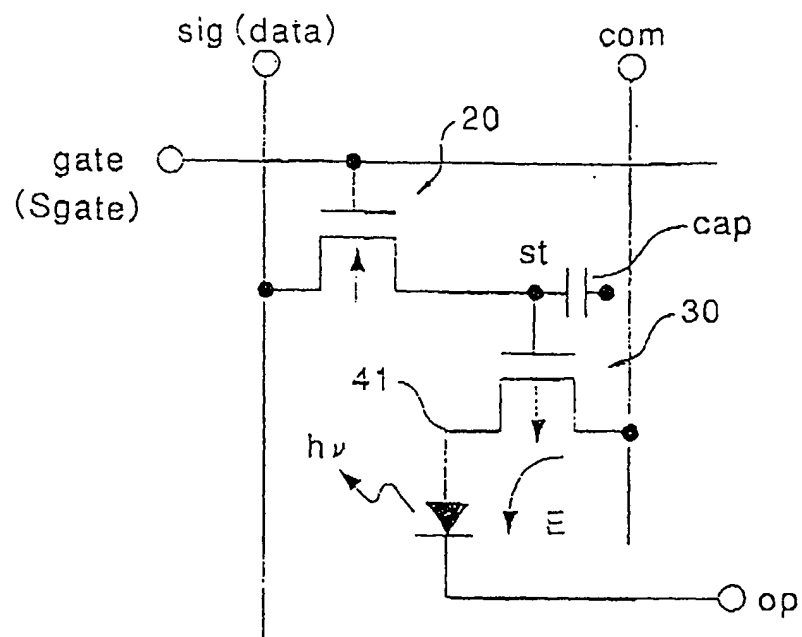 sig (data)
com
20
gate
(Sgate)
st
cap
30
41
hν
E
op